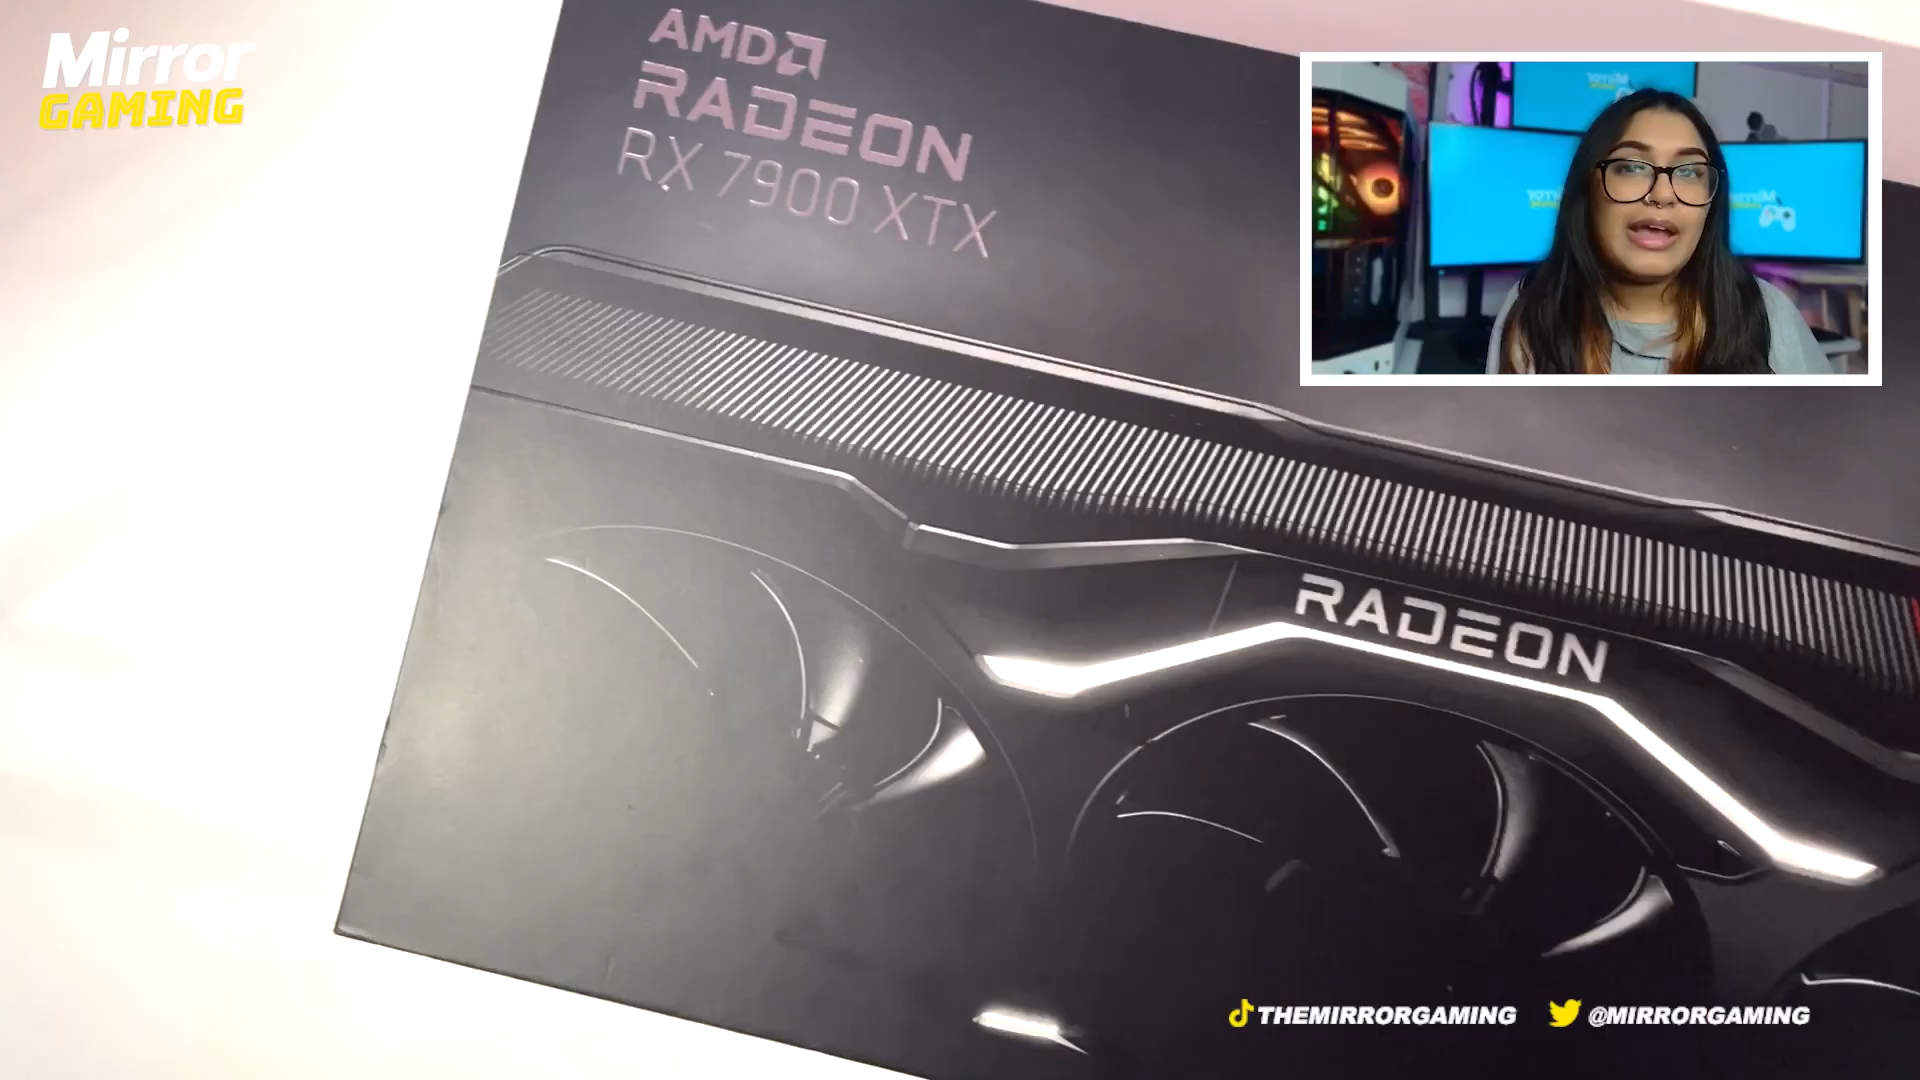 Mirror
GAMING
AMD
RADEON
RX 7900 XTX
RADEON
THEMIRRORGAMING
@MIRRORGAMING